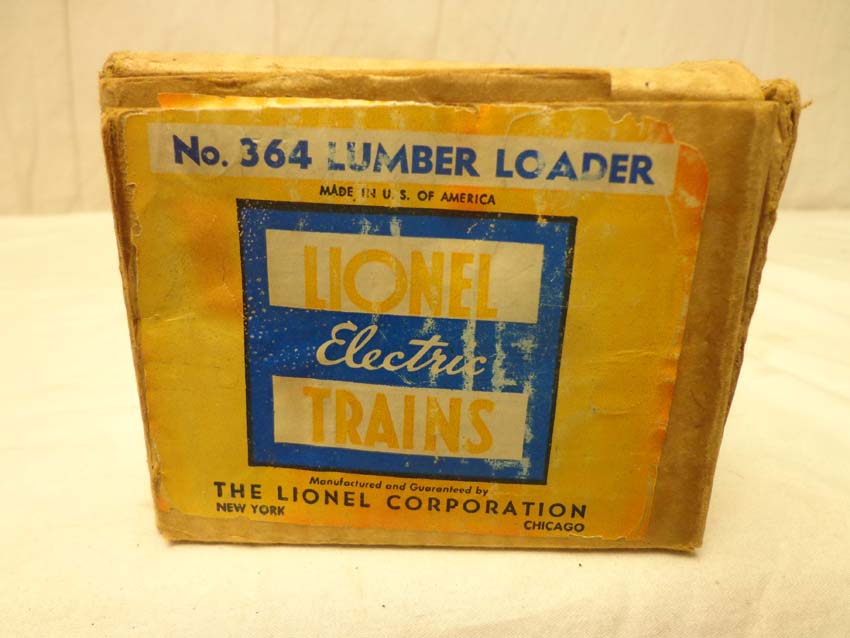 No. 364 LUMBER LOADER
MADE IN U. S. OF AMERICA
LIONEL
Electric
TRAINS
Manufactured and Guaranteed by
THE LIONEL CORPORATION
NEW YORK CHICAGO